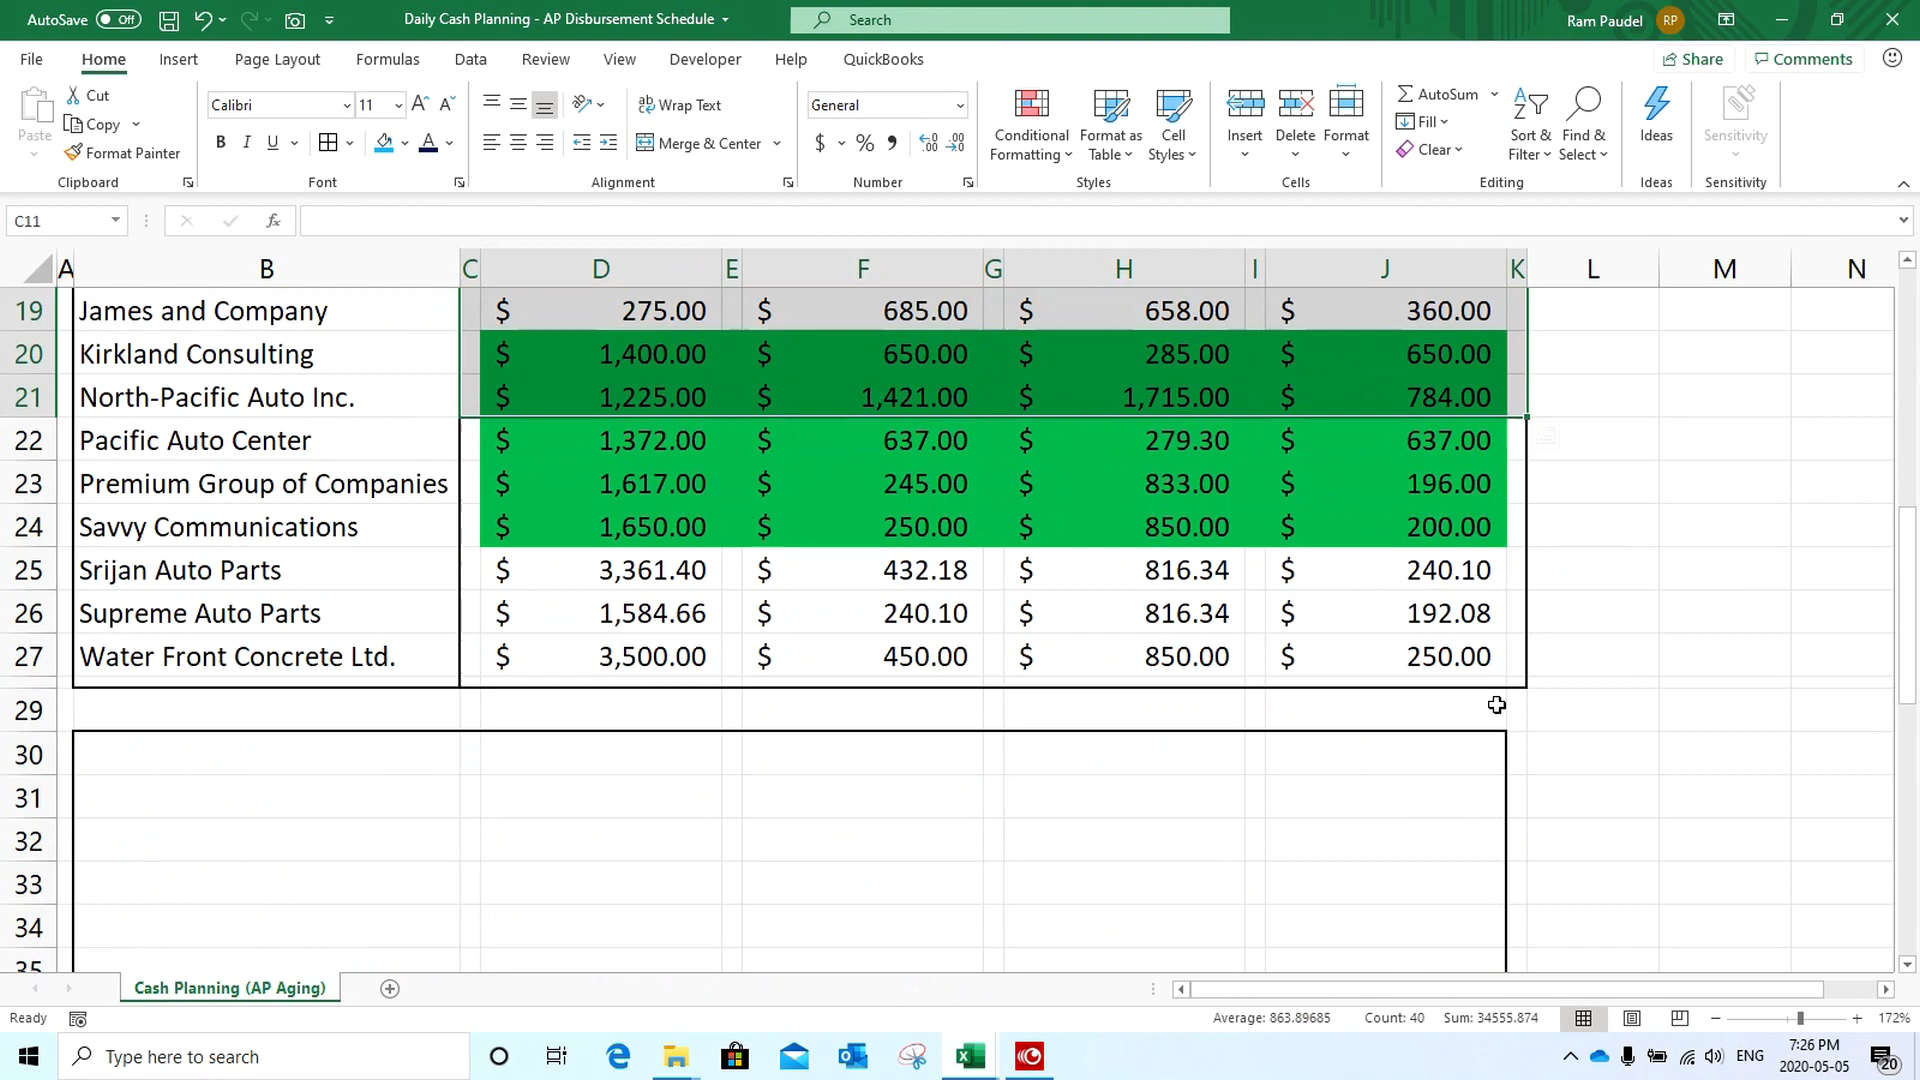 AutoSave Off Daily Cash Planning - AP Disbursement Schedule Search Ram Paudel RP
File Home Insert Page Layout Formulas Data Review View Developer Help QuickBooks Share Comments
Paste Cut Copy Format Painter Clipboard
Calibri 11 A A B I U A Font
ab Wrap Text Merge & Center Alignment
General $ % , .00 .00 Number
Conditional Formatting Format as Table Cell Styles Styles
Insert Delete Format Cells
AutoSum Fill Clear Sort & Filter Find & Select Editing
Ideas Ideas
Sensitivity Sensitivity
C11 fx
A B C D E F G H I J K L M N
19 James and Company $ 275.00 $ 685.00 $ 658.00 $ 360.00
20 Kirkland Consulting $ 1,400.00 $ 650.00 $ 285.00 $ 650.00
21 North-Pacific Auto Inc. $ 1,225.00 $ 1,421.00 $ 1,715.00 $ 784.00
22 Pacific Auto Center $ 1,372.00 $ 637.00 $ 279.30 $ 637.00
23 Premium Group of Companies $ 1,617.00 $ 245.00 $ 833.00 $ 196.00
24 Savvy Communications $ 1,650.00 $ 250.00 $ 850.00 $ 200.00
25 Srijan Auto Parts $ 3,361.40 $ 432.18 $ 816.34 $ 240.10
26 Supreme Auto Parts $ 1,584.66 $ 240.10 $ 816.34 $ 192.08
27 Water Front Concrete Ltd. $ 3,500.00 $ 450.00 $ 850.00 $ 250.00
29
30
31
32
33
34
35
Cash Planning (AP Aging)
Ready Average: 863.89685 Count: 40 Sum: 34555.874 172%
Type here to search ENG 7:26 PM 2020-05-05 20